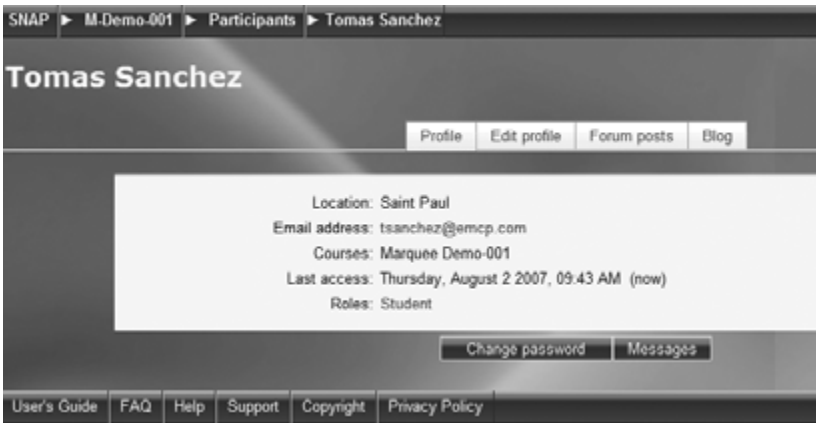 SNAP ► M-Demo-001 ► Participants ► Tomas Sanchez
Tomas Sanchez
Profile Edit profile Forum posts Blog
Location: Saint Paul
Email address: tsanchez@emcp.com
Courses: Marquee Demo-001
Last access: Thursday, August 2 2007, 09:43 AM (now)
Roles: Student
Change password Messages
User's Guide FAQ Help Support Copyright Privacy Policy